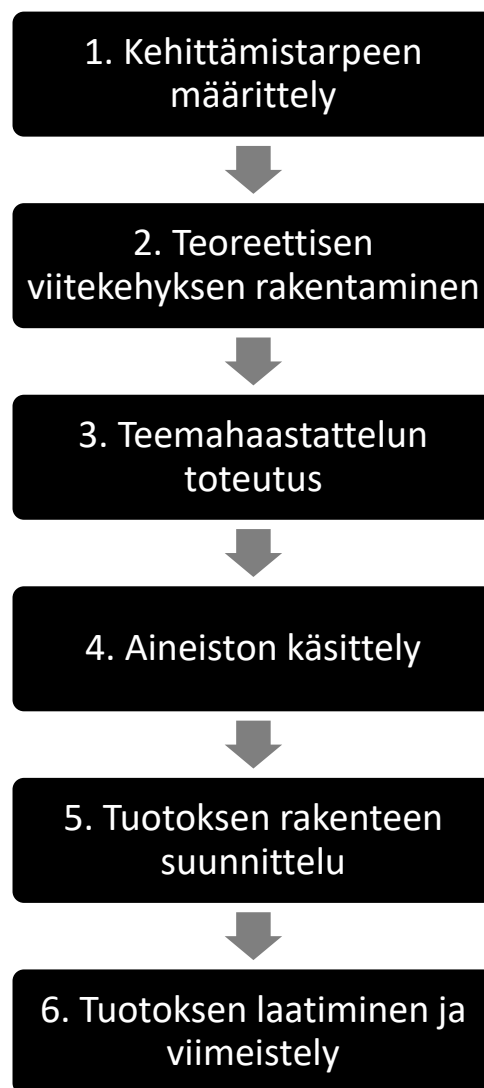 1. Kehittämistarpeen
määrittely
2. Teoreettisen
viitekehyksen rakentaminen
3. Teemahaastattelun
toteutus
4. Aineiston käsittely
5. Tuotoksen rakenteen
suunnittelu
6. Tuotoksen laatiminen ja
viimeistely